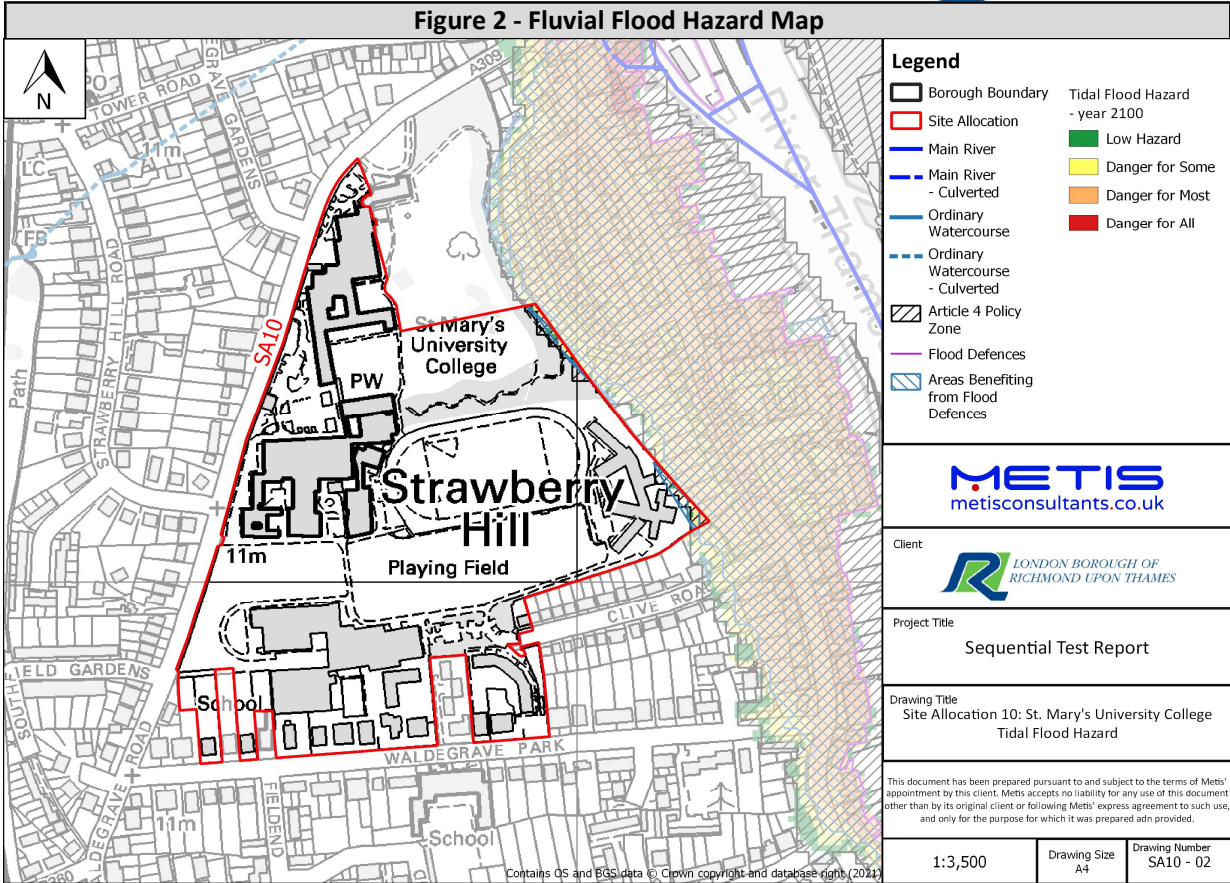 Figure 2 - Fluvial Flood Hazard Map
N
TOWER ROAD
11m
LC
FB
GARDENS
A309
STRAWBERRY HILL ROAD
Path
SA10
St Mary's
University
College
PW
Strawberry
Hill
11m
Playing Field
CLIVE ROA
FIELD GARDENS
School
WALDEGRAVE PARK
ROAD
11m
FIELDEND
School
River Tham
Contains OS and BGS data © Crown copyright and database right (2021)
Legend
Borough Boundary
Site Allocation
Main River
Main River
- Culverted
Ordinary
Watercourse
Ordinary
Watercourse
- Culverted
Article 4 Policy
Zone
Flood Defences
Areas Benefiting
from Flood
Defences
Tidal Flood Hazard
- year 2100
Low Hazard
Danger for Some
Danger for Most
Danger for All
METIS
metisconsultants.co.uk
Client
LONDON BOROUGH OF
RICHMOND UPON THAMES
Project Title
Sequential Test Report
Drawing Title
Site Allocation 10: St. Mary's University College
Tidal Flood Hazard
This document has been prepared pursuant to and subject to the terms of Metis'
appointment by this client. Metis accepts no liability for any use of this document
other than by its original client or following Metis' express agreement to such use,
and only for the purpose for which it was prepared adn provided.
1:3,500
Drawing Size
A4
Drawing Number
SA10 - 02